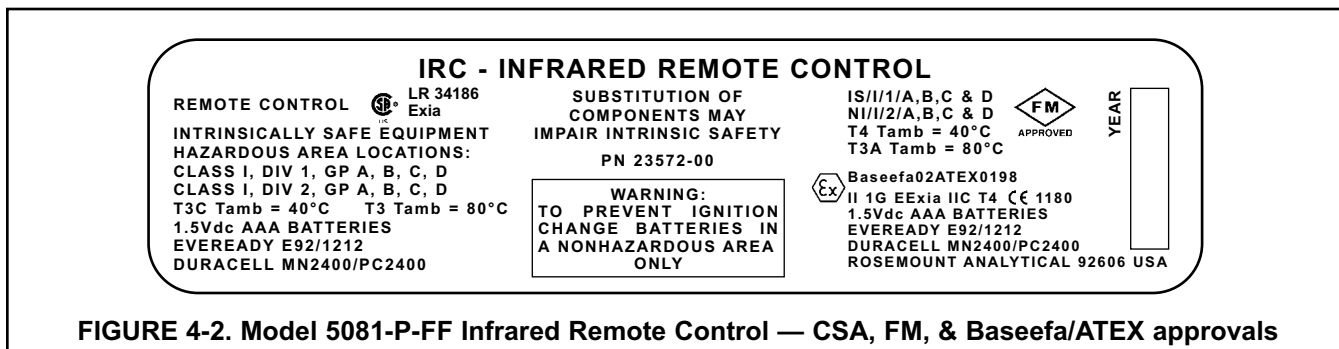 IRC - INFRARED REMOTE CONTROL
REMOTE CONTROL
SA
LR 34186
Exia
INTRINSICALLY SAFE EQUIPMENT
HAZARDOUS AREA LOCATIONS:
CLASS I, DIV 1, GP A, B, C, D
CLASS I, DIV 2, GP A, B, C, D
T3C Tamb = 40°C T3 Tamb = 80°C
1.5Vdc AAA BATTERIES
EVEREADY E92/1212
DURACELL MN2400/PC2400
SUBSTITUTION OF
COMPONENTS MAY
IMPAIR INTRINSIC SAFETY
PN 23572-00
WARNING:
TO PREVENT IGNITION
CHANGE BATTERIES IN
A NONHAZARDOUS AREA
ONLY
IS/I/1/A,B,C & D
NI/I/2/A,B,C & D
T4 Tamb = 40°C
T3A Tamb = 80°C
FM
APPROVED
Ex
Baseefa02ATEX0198
II 1G EExia IIC T4 CE 1180
1.5Vdc AAA BATTERIES
EVEREADY E92/1212
DURACELL MN2400/PC2400
ROSEMOUNT ANALYTICAL 92606 USA
YEAR
FIGURE 4-2. Model 5081-P-FF Infrared Remote Control — CSA, FM, & Baseefa/ATEX approvals